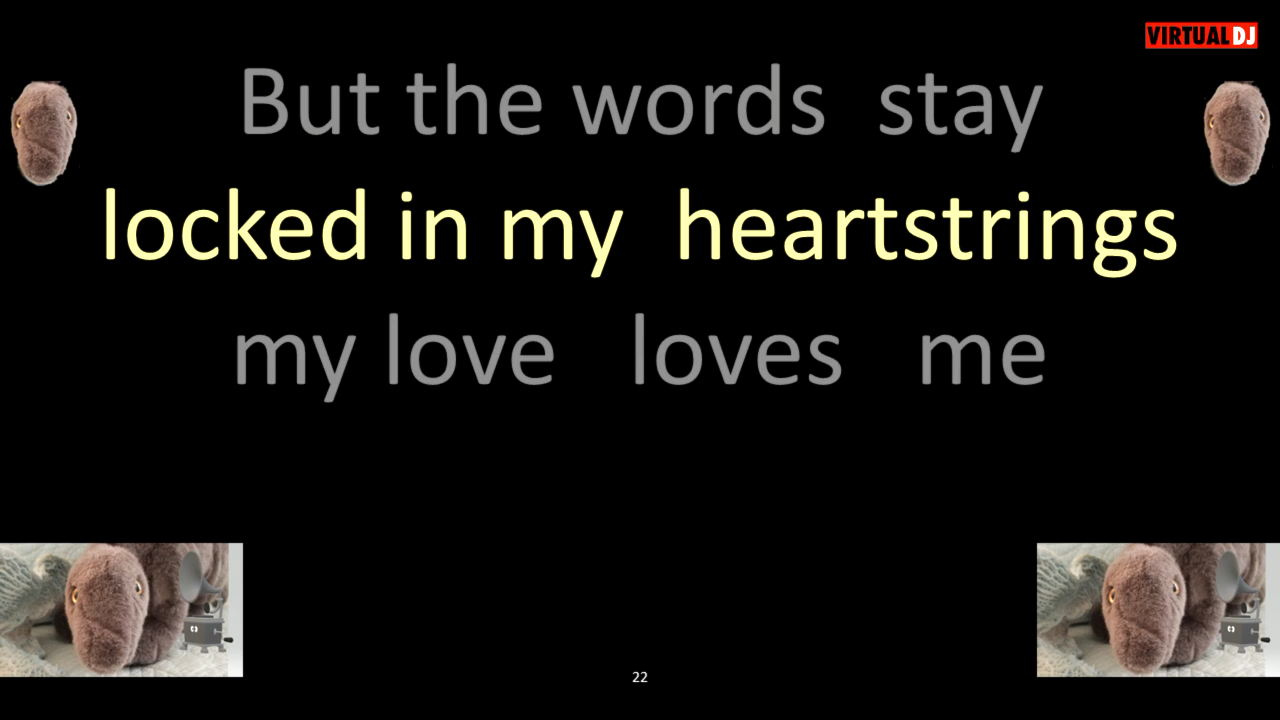 VIRTUAL DJ
But the words stay
locked in my heartstrings
my love loves me
22